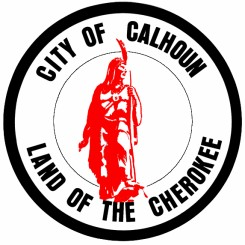 CITY OF CALHOUN
LAND OF THE CHEROKEE